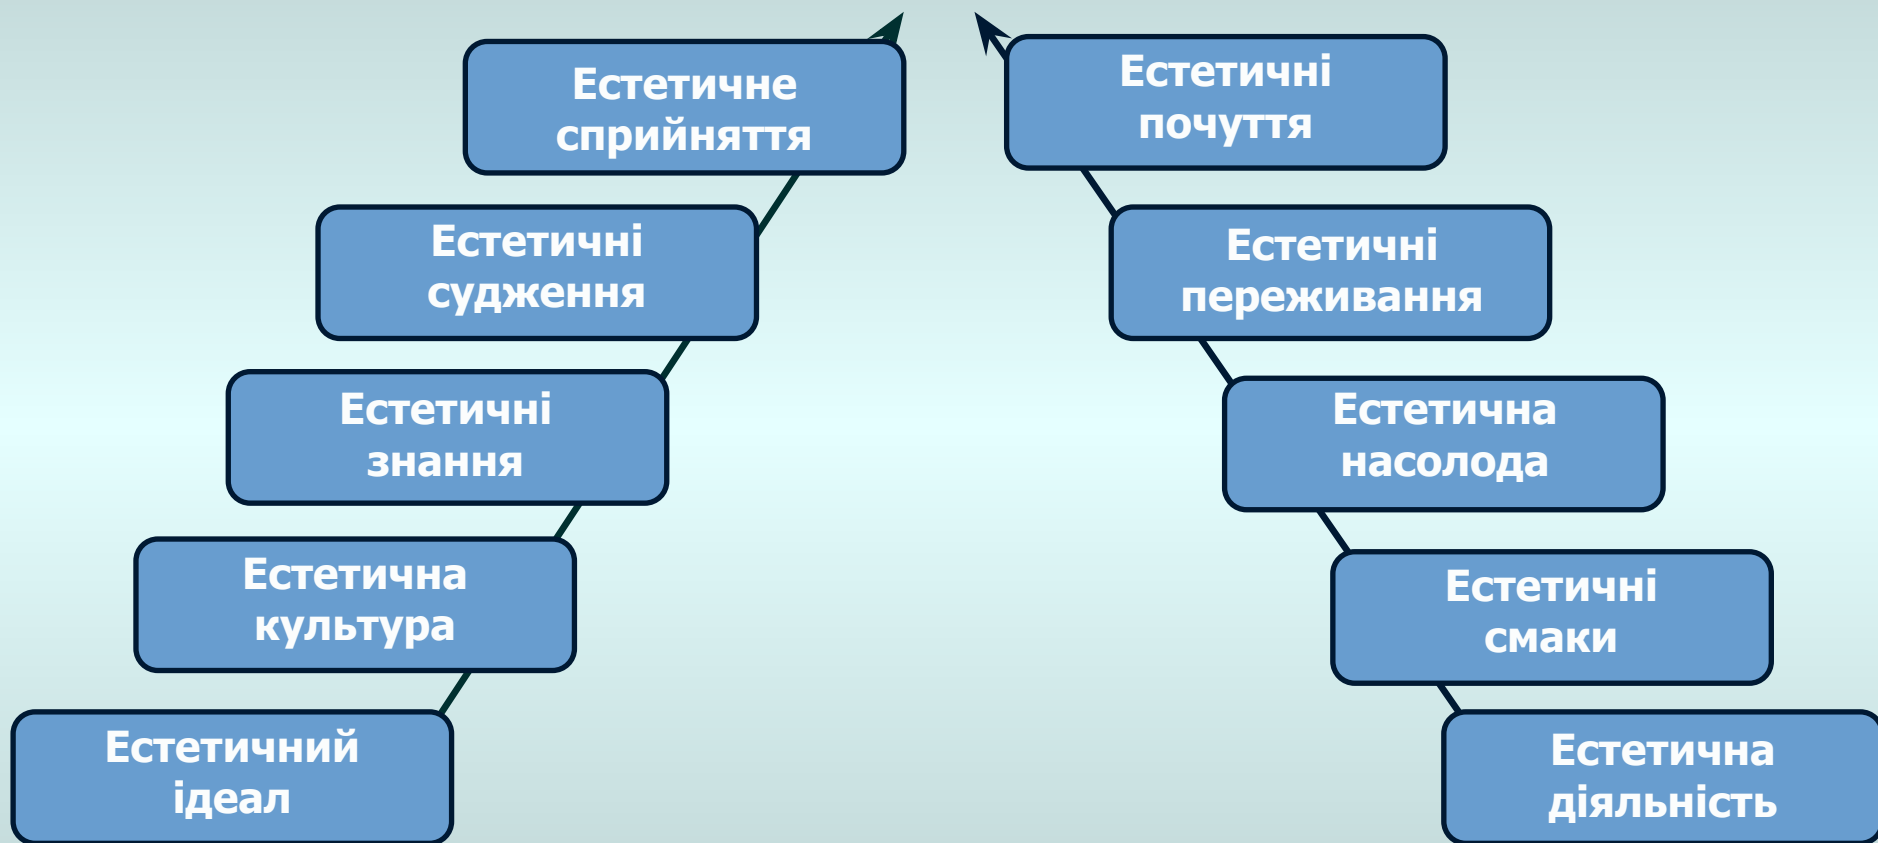 Естетичне
сприйняття
Естетичні
почуття
Естетичні
судження
Естетичні
переживання
Естетичні
знання
Естетична
насолода
Естетична
культура
Естетичні
смаки
Естетичний
ідеал
Естетична
діяльність